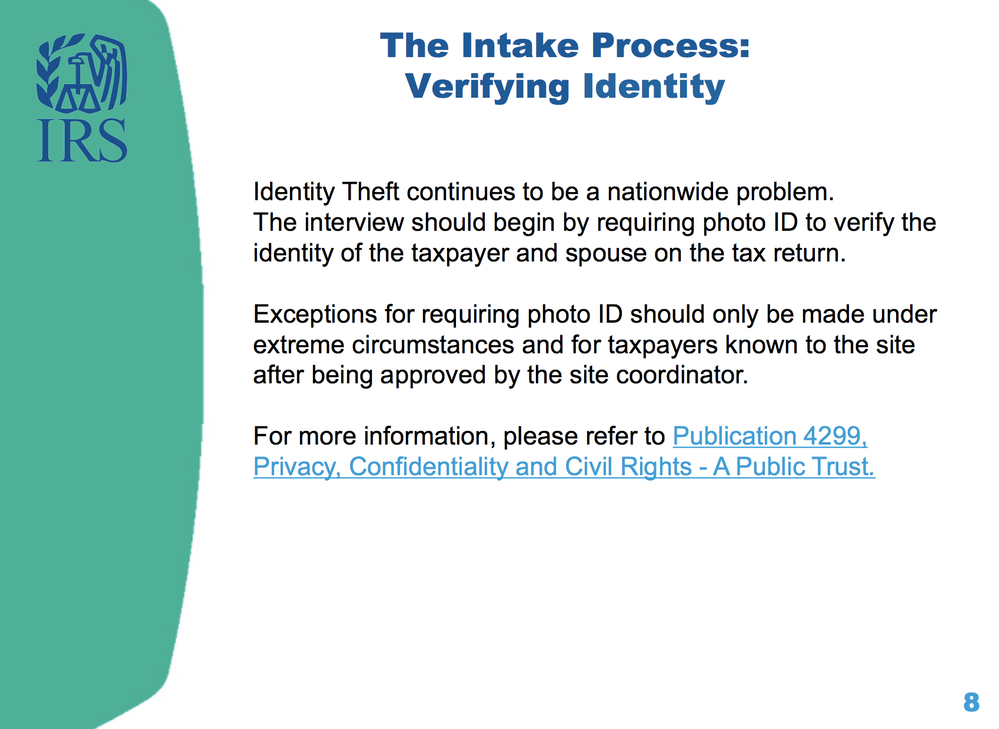 IRS
The Intake Process:
Verifying Identity
Identity Theft continues to be a nationwide problem.
The interview should begin by requiring photo ID to verify the
identity of the taxpayer and spouse on the tax return.
Exceptions for requiring photo ID should only be made under
extreme circumstances and for taxpayers known to the site
after being approved by the site coordinator.
For more information, please refer to Publication 4299,
Privacy, Confidentiality and Civil Rights - A Public Trust.
8